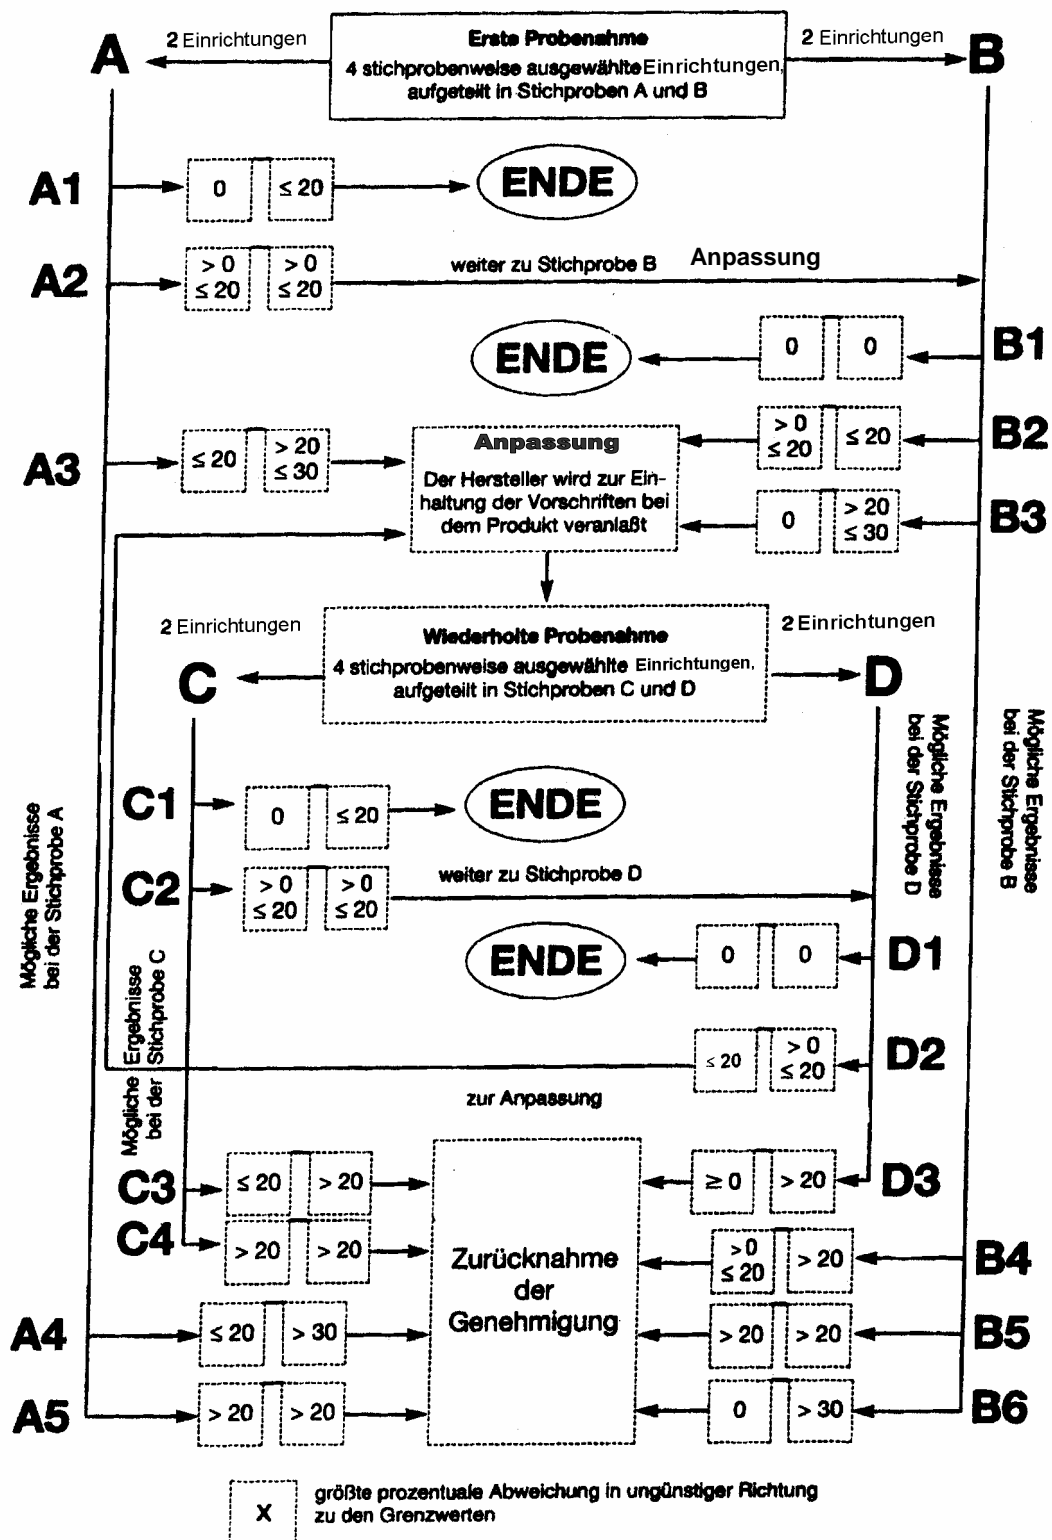 A
2 Einrichtungen
Erste Probenahme
4 stichprobenweise ausgewählte Einrichtungen,
aufgeteilt in Stichproben A und B
2 Einrichtungen
B
A1
0
≤ 20
ENDE
A2
> 0
≤ 20
> 0
≤ 20
weiter zu Stichprobe B Anpassung
ENDE
0
0
B1
A3
≤ 20
> 20
≤ 30
Anpassung
Der Hersteller wird zur Ein-
haltung der Vorschriften bei
dem Produkt veranlaßt
> 0
≤ 20
≤ 20
B2
0
> 20
≤ 30
B3
2 Einrichtungen
C
Wiederholte Probenahme
4 stichprobenweise ausgewählte Einrichtungen,
aufgeteilt in Stichproben C und D
2 Einrichtungen
D
Mögliche Ergebnisse
bei der Stichprobe A
Mögliche Ergebnisse
bei der Stichprobe C
Mögliche Ergebnisse
bei der Stichprobe D
Mögliche Ergebnisse
bei der Stichprobe B
C1
0
≤ 20
ENDE
C2
> 0
≤ 20
> 0
≤ 20
weiter zu Stichprobe D
ENDE
0
0
D1
≤ 20
> 0
≤ 20
D2
zur Anpassung
C3
≤ 20
> 20
Zurücknahme
der
Genehmigung
≥ 0
> 20
D3
C4
> 20
> 20
>0
≤ 20
> 20
B4
A4
≤ 20
> 30
> 20
> 20
B5
A5
> 20
> 20
0
> 30
B6
X
größte prozentuale Abweichung in ungünstiger Richtung
zu den Grenzwerten